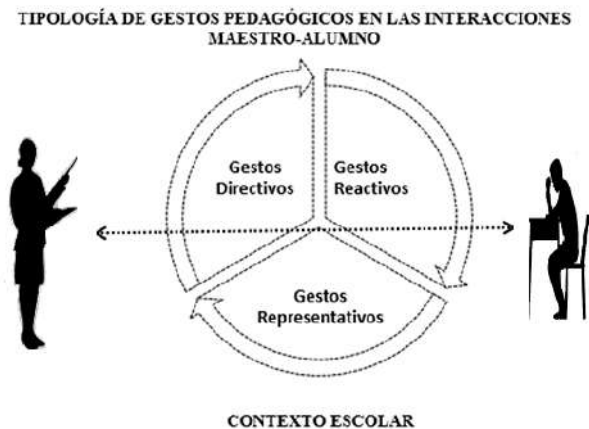 TIPOLOGÍA DE GESTOS PEDAGÓGICOS EN LAS INTERACCIONES
MAESTRO-ALUMNO
Gestos
Directivos
Gestos
Reactivos
Gestos
Representativos
CONTEXTO ESCOLAR